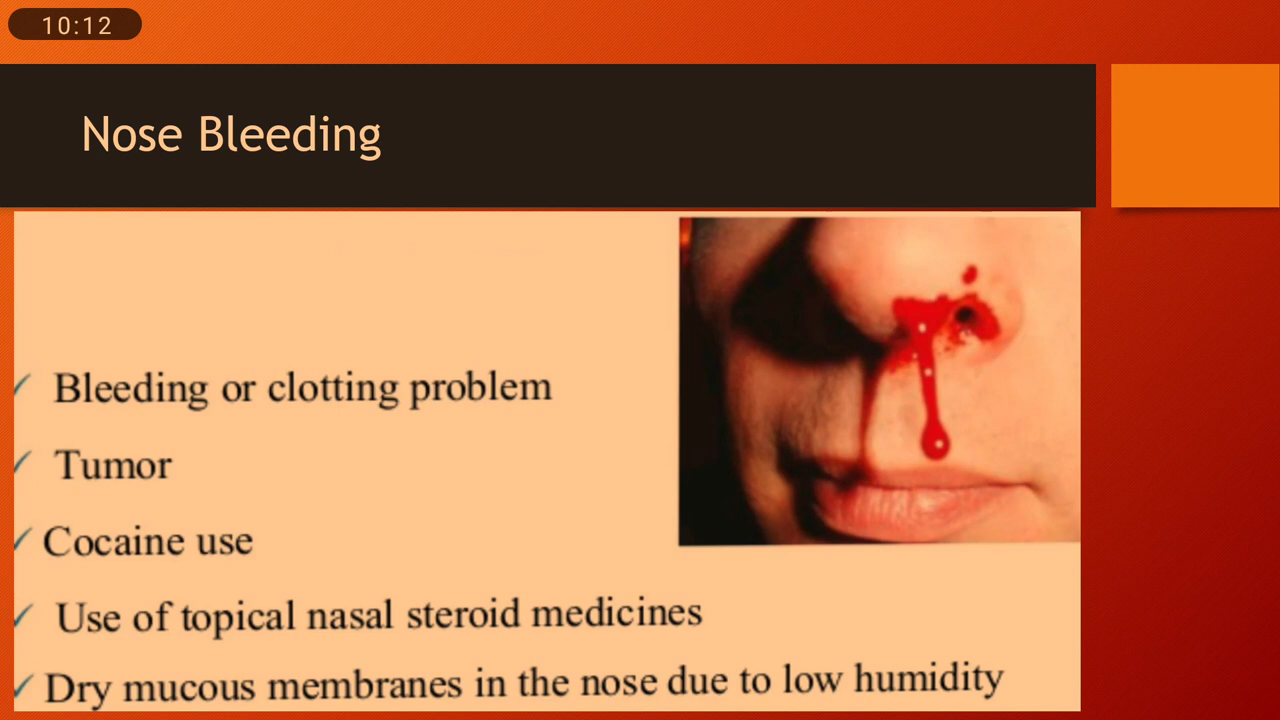 10:12
Nose Bleeding
✓ Bleeding or clotting problem
✓ Tumor
✓ Cocaine use
✓ Use of topical nasal steroid medicines
✓ Dry mucous membranes in the nose due to low humidity